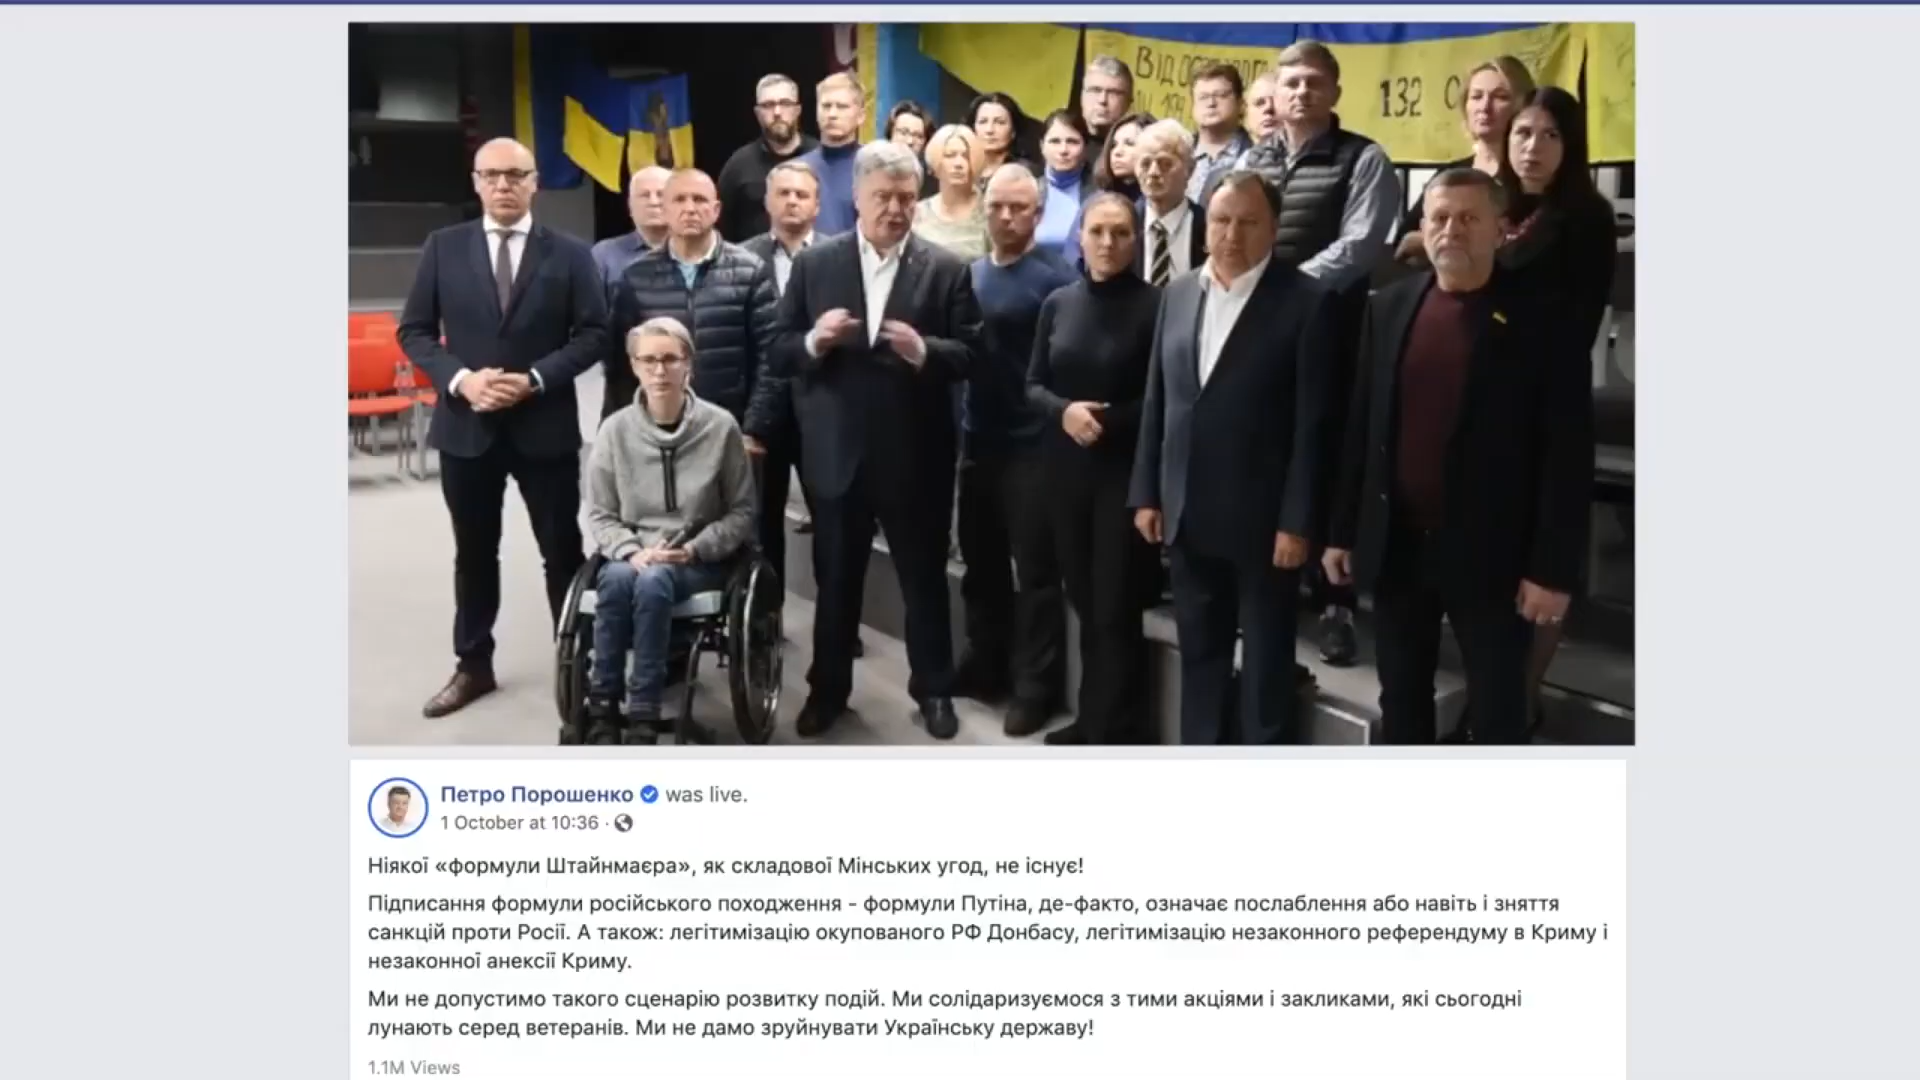 ВІД
132
Петро Порошенко was live.
1 October at 10:36 ·
Ніякої «формули Штайнмаєра», як складової Мінських угод, не існує!
Підписання формули російського походження - формули Путіна, де-факто, означає послаблення або навіть і зняття
санкцій проти Росії. А також: легітимізацію окупованого РФ Донбасу, легітимізацію незаконного референдуму в Криму і
незаконної анексії Криму.
Ми не допустимо такого сценарію розвитку подій. Ми солідаризуємося з тими акціями і закликами, які сьогодні
лунають серед ветеранів. Ми не дамо зруйнувати Українську державу!
1.1M Views